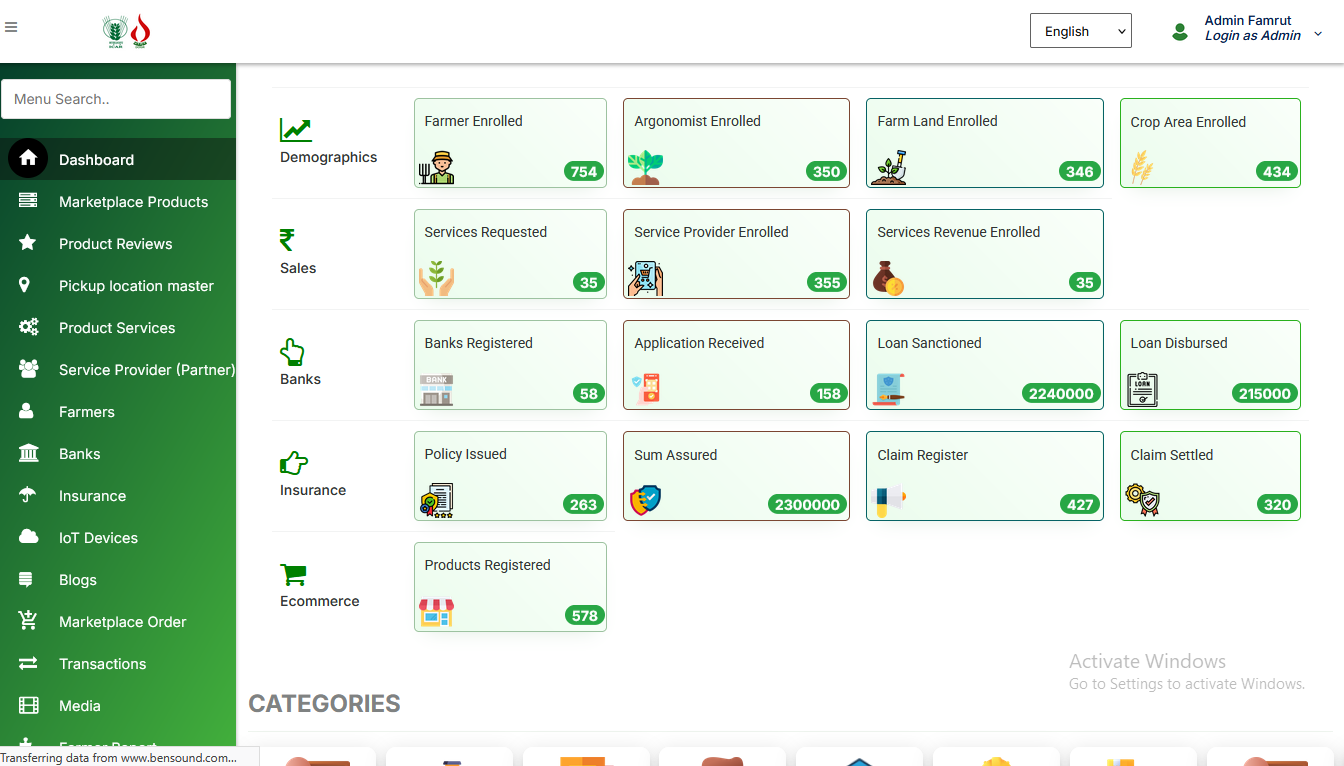 English
Admin Famrut
Login as Admin
Menu Search..
Dashboard
Marketplace Products
Product Reviews
Pickup location master
Product Services
Service Provider (Partner)
Farmers
Banks
Insurance
IoT Devices
Blogs
Marketplace Order
Transactions
Media
Farmer Report
Transferring data from www.bensound.com...
Demographics
Farmer Enrolled
754
Argonomist Enrolled
350
Farm Land Enrolled
346
Crop Area Enrolled
434
Sales
Services Requested
35
Service Provider Enrolled
355
Services Revenue Enrolled
35
Banks
Banks Registered
BANK
58
Application Received
158
Loan Sanctioned
2240000
Loan Disbursed
LOAN
215000
Insurance
Policy Issued
263
Sum Assured
2300000
Claim Register
427
Claim Settled
320
Ecommerce
Products Registered
578
Activate Windows
Go to Settings to activate Windows.
CATEGORIES